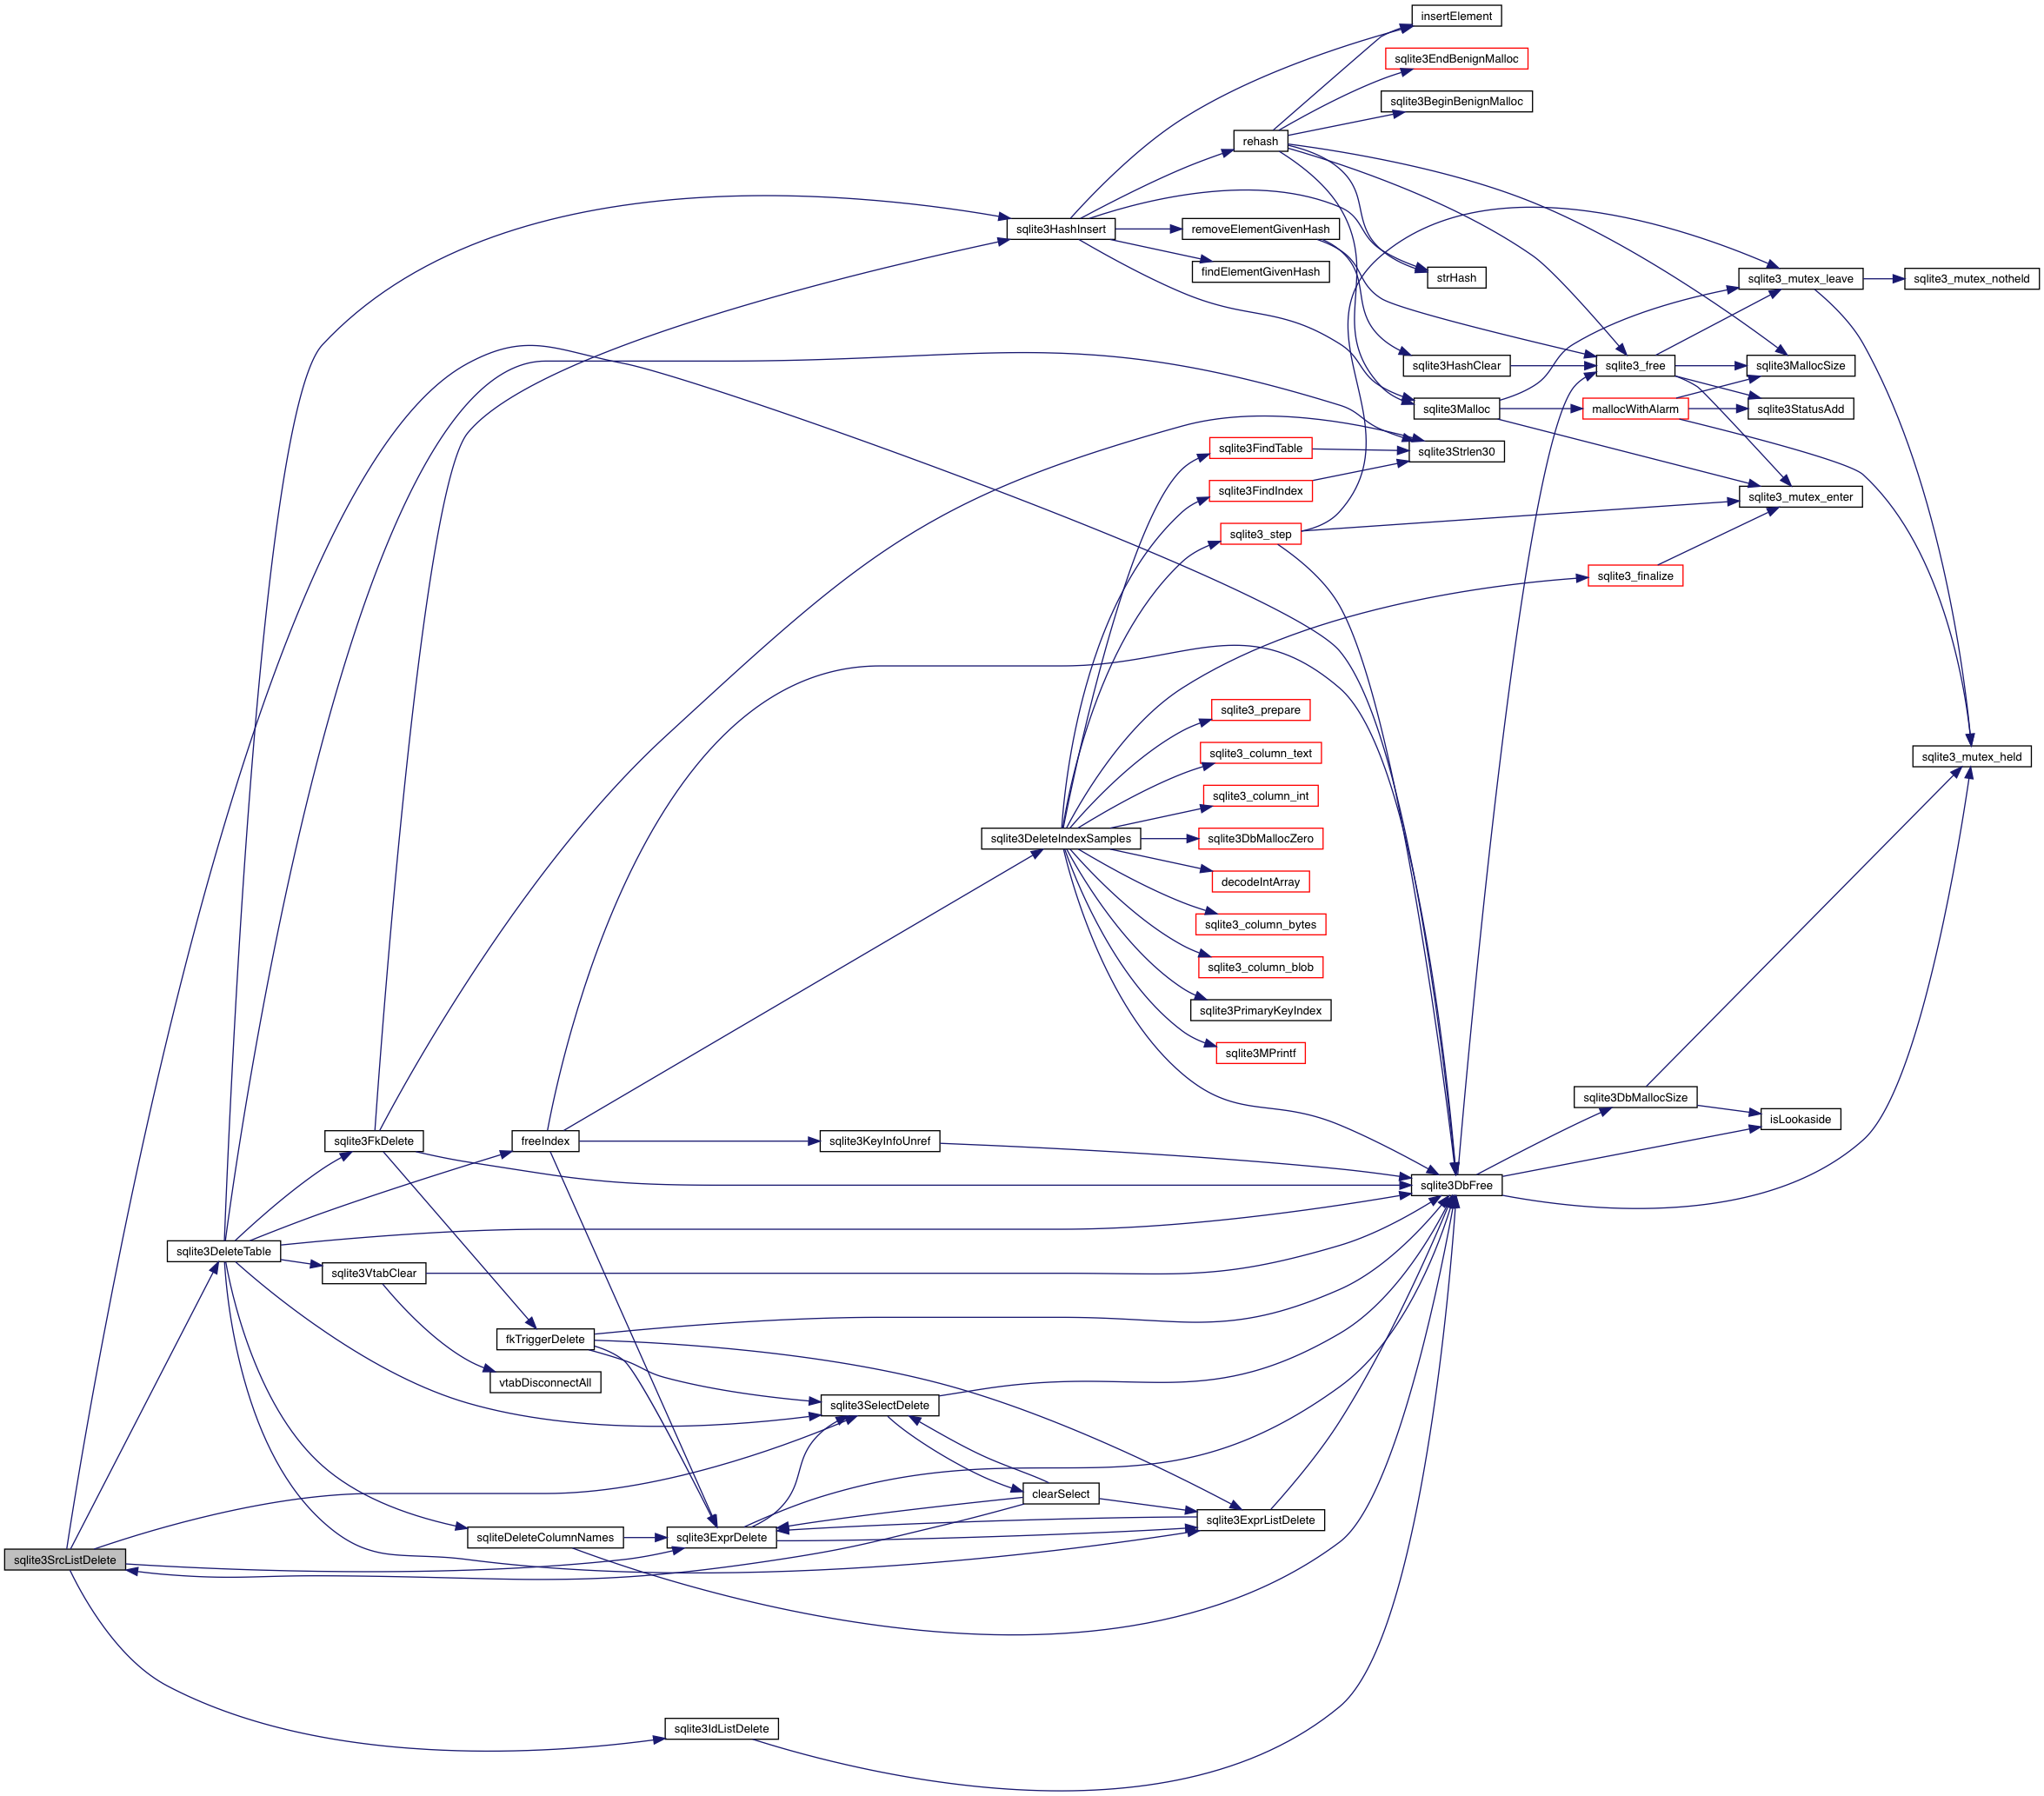 insertElement
sqlite3EndBenignMalloc
sqlite3BeginBenignMalloc
rehash
sqlite3HashInsert
removeElementGivenHash
findElementGivenHash
strHash
sqlite3_mutex_leave
sqlite3_mutex_notheld
sqlite3HashClear
sqlite3_free
sqlite3MallocSize
sqlite3Malloc
mallocWithAlarm
sqlite3StatusAdd
sqlite3FindTable
sqlite3Strlen30
sqlite3FindIndex
sqlite3_mutex_enter
sqlite3_step
sqlite3_finalize
sqlite3_prepare
sqlite3_column_text
sqlite3_mutex_held
sqlite3_column_int
sqlite3DeleteIndexSamples
sqlite3DbMallocZero
decodeIntArray
sqlite3_column_bytes
sqlite3_column_blob
sqlite3PrimaryKeyIndex
sqlite3MPrintf
sqlite3DbMallocSize
isLookaside
sqlite3FkDelete
freeIndex
sqlite3KeyInfoUnref
sqlite3DbFree
sqlite3DeleteTable
sqlite3VtabClear
fkTriggerDelete
vtabDisconnectAll
sqlite3SelectDelete
clearSelect
sqlite3ExprListDelete
sqliteDeleteColumnNames
sqlite3ExprDelete
sqlite3SrcListDelete
sqlite3IdListDelete